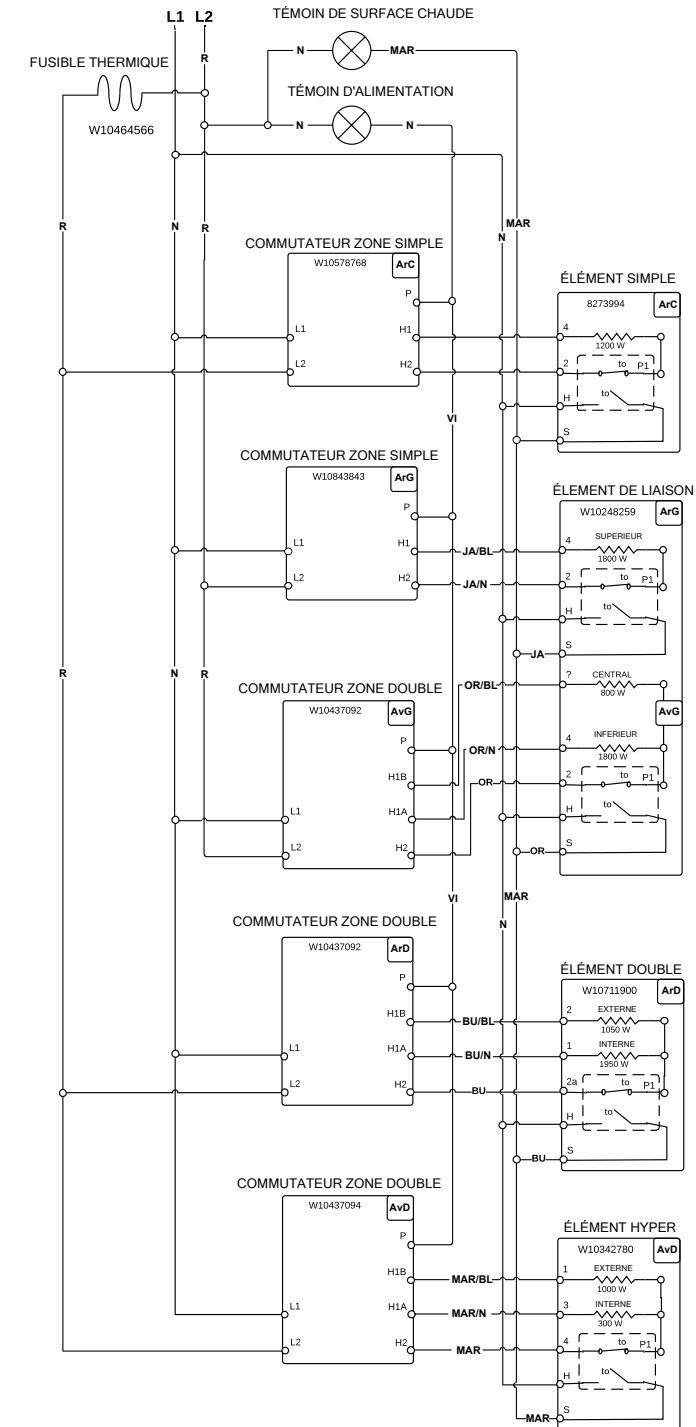 L1 L2
TÉMOIN DE SURFACE CHAUDE
N MAR
R
FUSIBLE THERMIQUE
W10464566
TÉMOIN D'ALIMENTATION
N N
R N R
N MAR
COMMUTATEUR ZONE SIMPLE
W10578768 ArC
P
L1 H1
L2 H2
ÉLÉMENT SIMPLE
8273994 ArC
4
1200 W
2 to P1
H to
S
VI
COMMUTATEUR ZONE SIMPLE
W10843843 ArG
P
L1 H1 JA/BL
L2 H2 JA/N
ÉLEMENT DE LIAISON
W10248259 ArG
SUPERIEUR
4
1800 W
2 to P1
H to
S
JA
R N R
COMMUTATEUR ZONE DOUBLE
W10437092 AvG
P
H1B
L1 H1A
L2 H2
OR/BL
OR/N
OR
? CENTRAL
800 W
AvG
INFERIEUR
4
1800 W
2 to P1
H to
S
OR
VI
MAR
N
COMMUTATEUR ZONE DOUBLE
W10437092 ArD
P
H1B BU/BL
L1 H1A BU/N
L2 H2 BU
ÉLÉMENT DOUBLE
W10711900 ArD
2 EXTERNE
1050 W
1 INTERNE
1950 W
2a to P1
H to
S
BU
COMMUTATEUR ZONE DOUBLE
W10437094 AvD
P
H1B MAR/BL
L1 H1A MAR/N
L2 H2 MAR
ÉLÉMENT HYPER
W10342780 AvD
1 EXTERNE
1000 W
3 INTERNE
300 W
4 to P1
H to
S
MAR